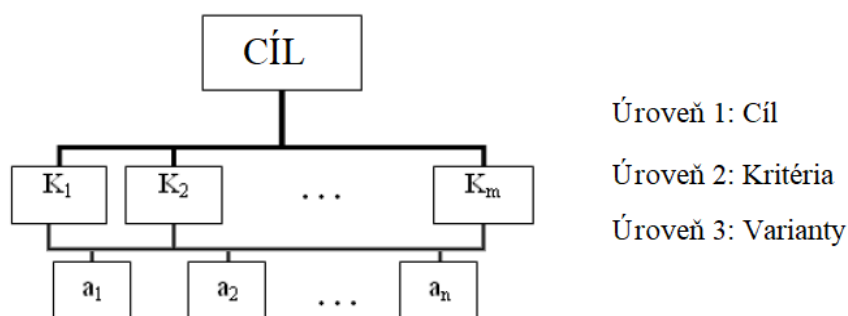 CÍL
Úroveň 1: Cíl
K₁ K₂ . . . Kₘ
Úroveň 2: Kritéria
Úroveň 3: Varianty
a₁ a₂ . . . aₙ